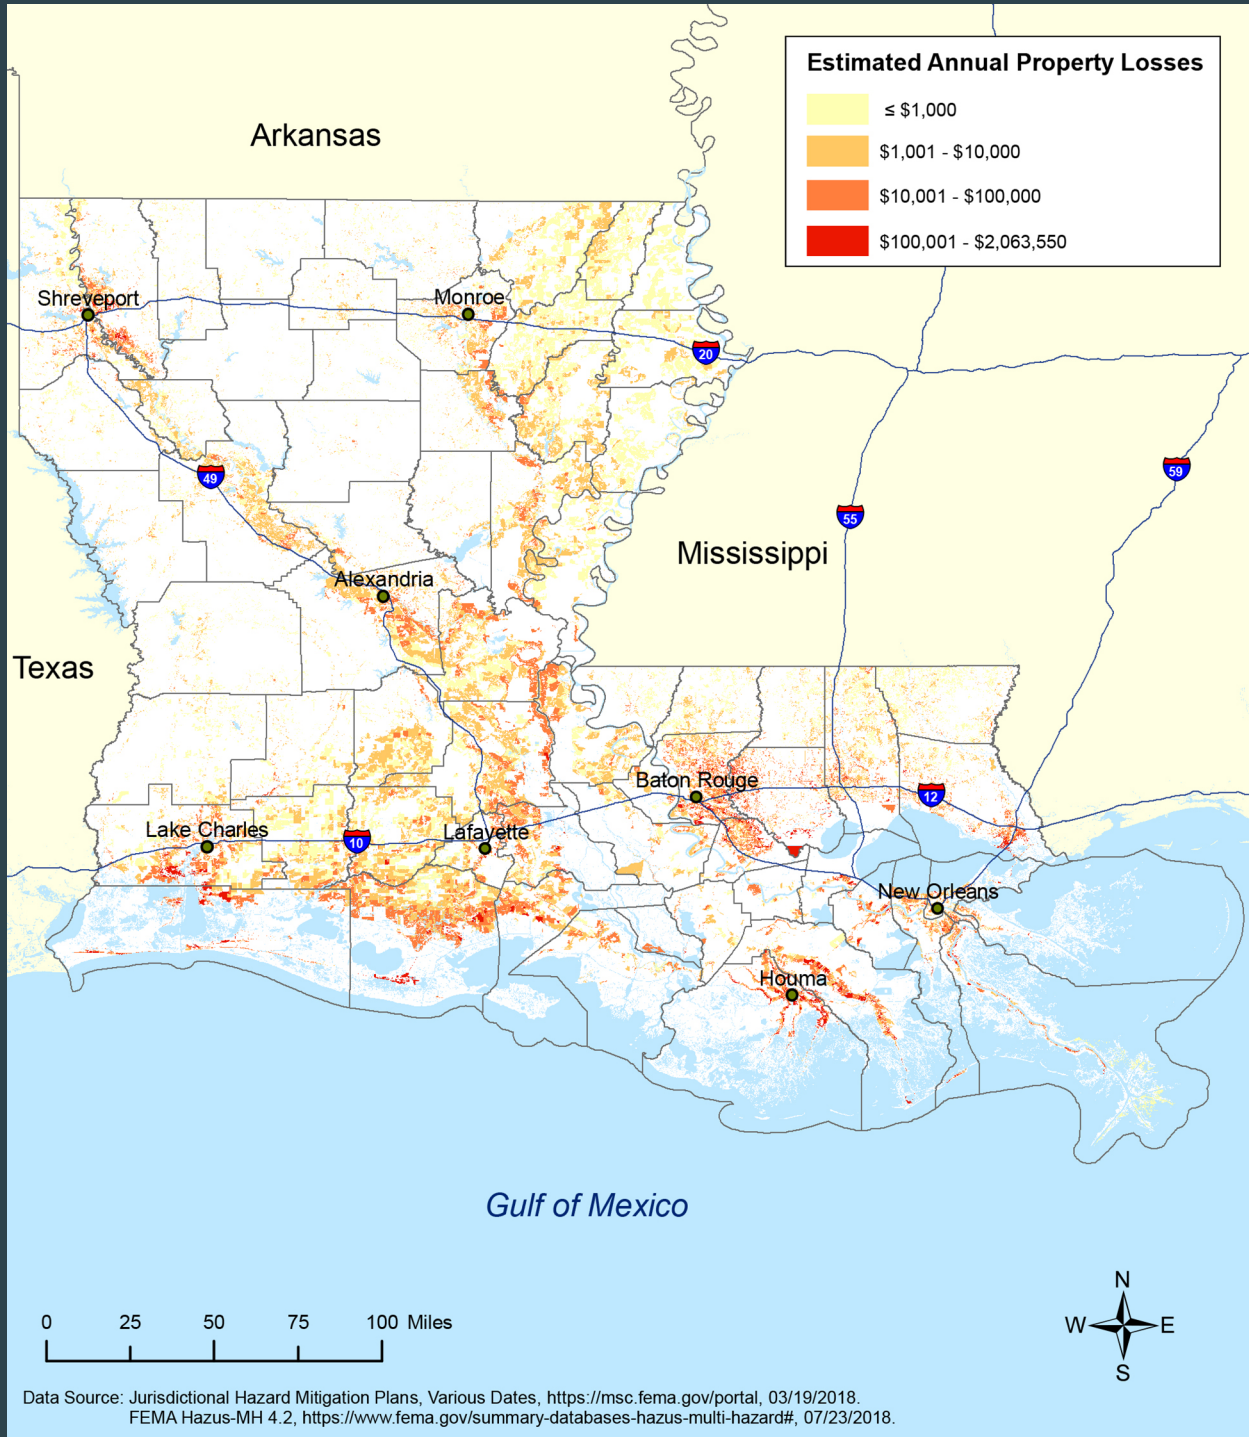 Estimated Annual Property Losses
≤ $1,000
$1,001 - $10,000
$10,001 - $100,000
$100,001 - $2,063,550
Arkansas
Shreveport
Monroe
20
49
59
55
Mississippi
Alexandria
Texas
Baton Rouge
12
Lake Charles
10
Lafayette
New Orleans
Houma
Gulf of Mexico
N
W E
S
0 25 50 75 100 Miles
Data Source: Jurisdictional Hazard Mitigation Plans, Various Dates, https://msc.fema.gov/portal, 03/19/2018.
FEMA Hazus-MH 4.2, https://www.fema.gov/summary-databases-hazus-multi-hazard#, 07/23/2018.